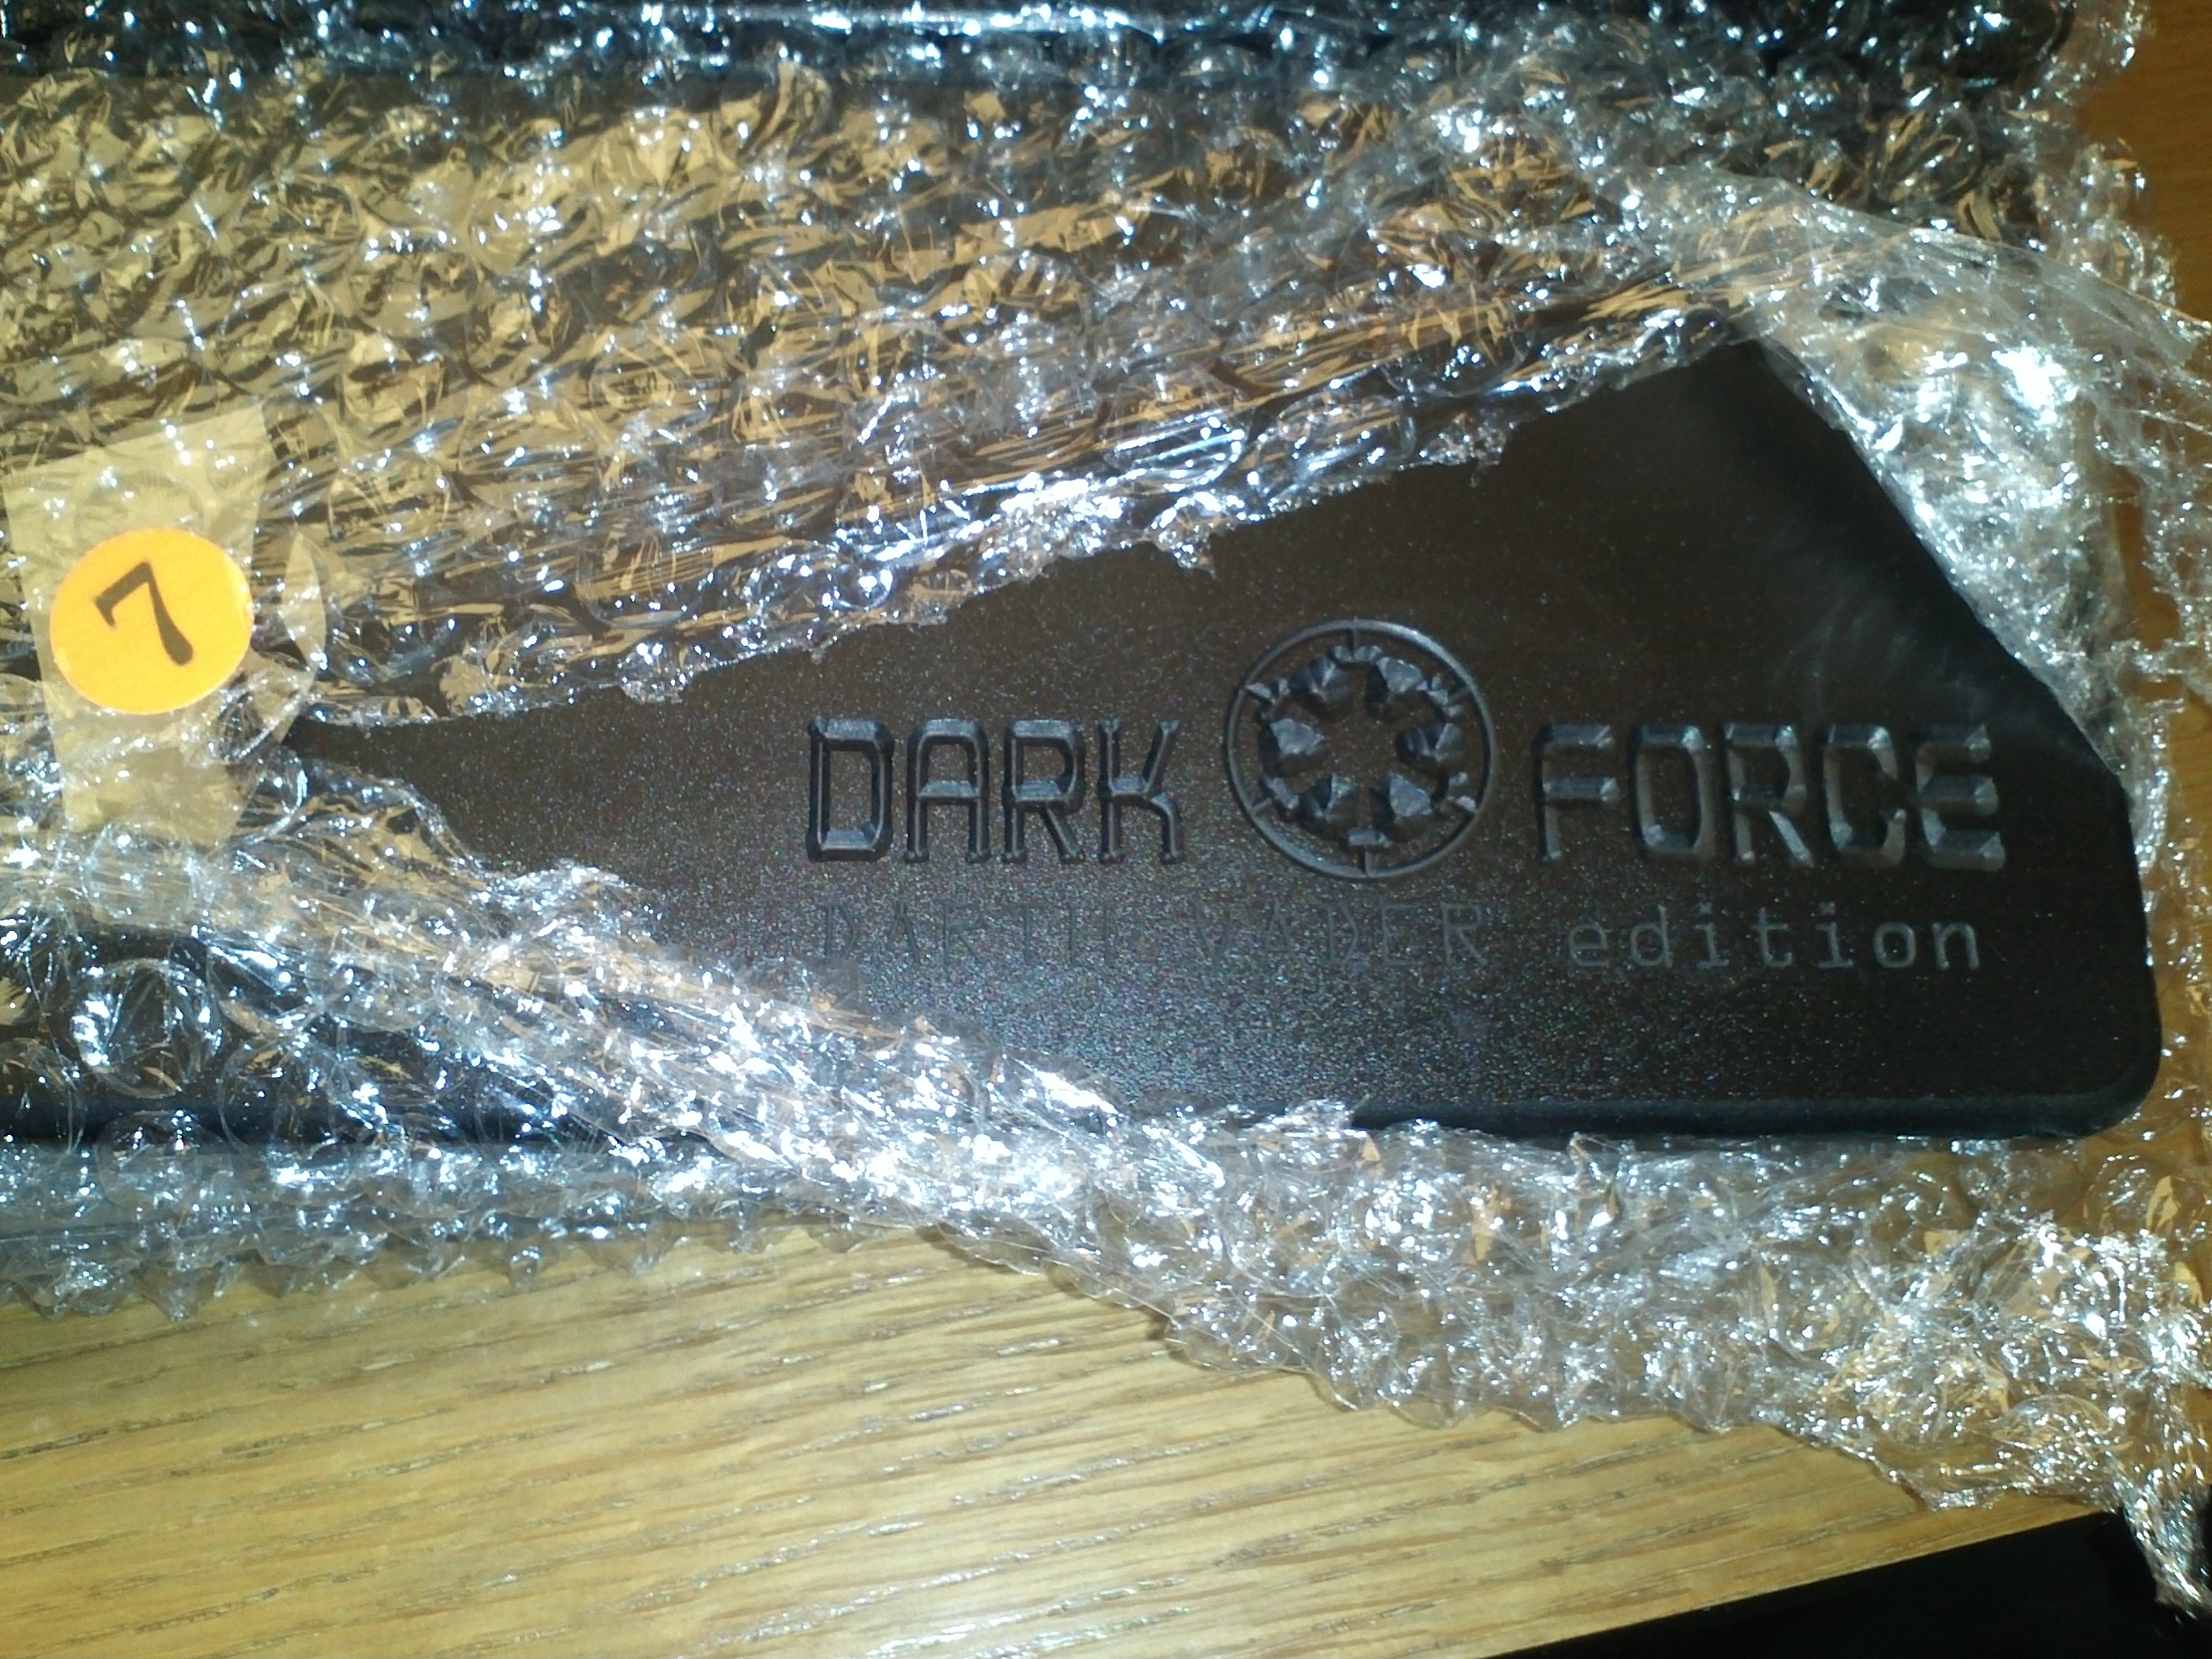 7
DARK FORCE
DARTH VADER edition